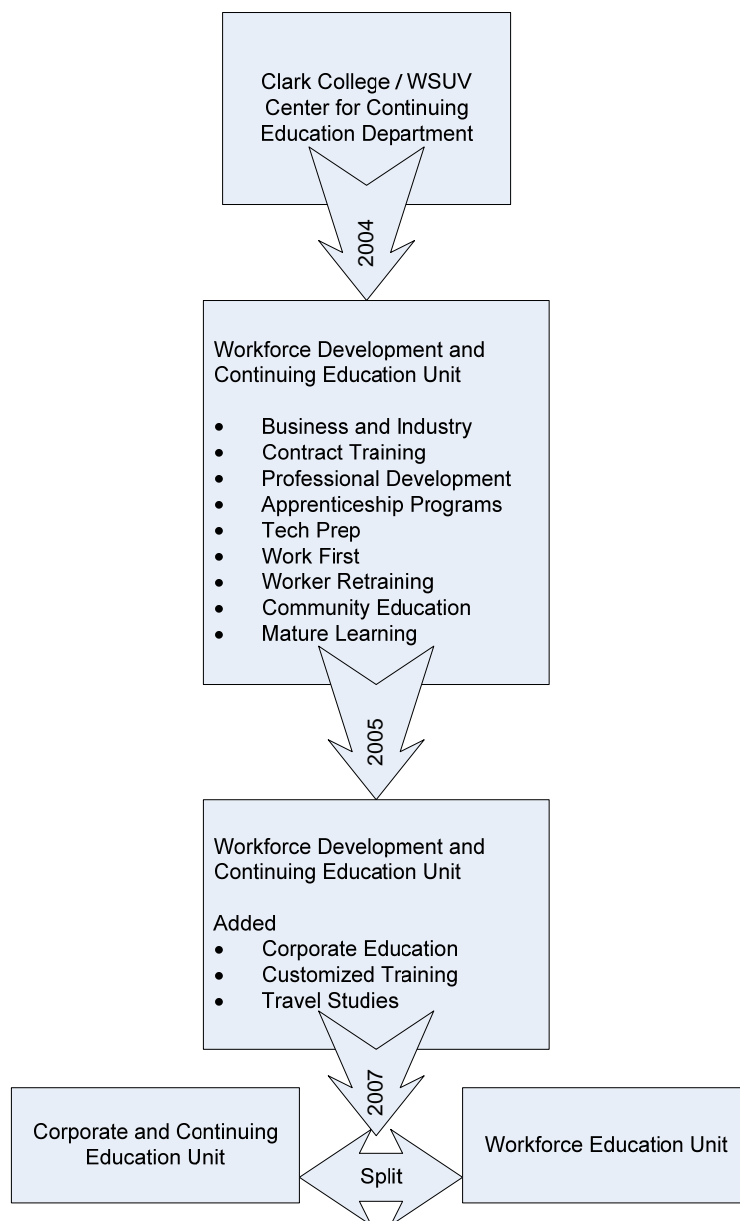 Clark College / WSUV
Center for Continuing
Education Department
2004
Workforce Development and
Continuing Education Unit
• Business and Industry
• Contract Training
• Professional Development
• Apprenticeship Programs
• Tech Prep
• Work First
• Worker Retraining
• Community Education
• Mature Learning
2005
Workforce Development and
Continuing Education Unit
Added
• Corporate Education
• Customized Training
• Travel Studies
2007
Corporate and Continuing
Education Unit
Split
Workforce Education Unit